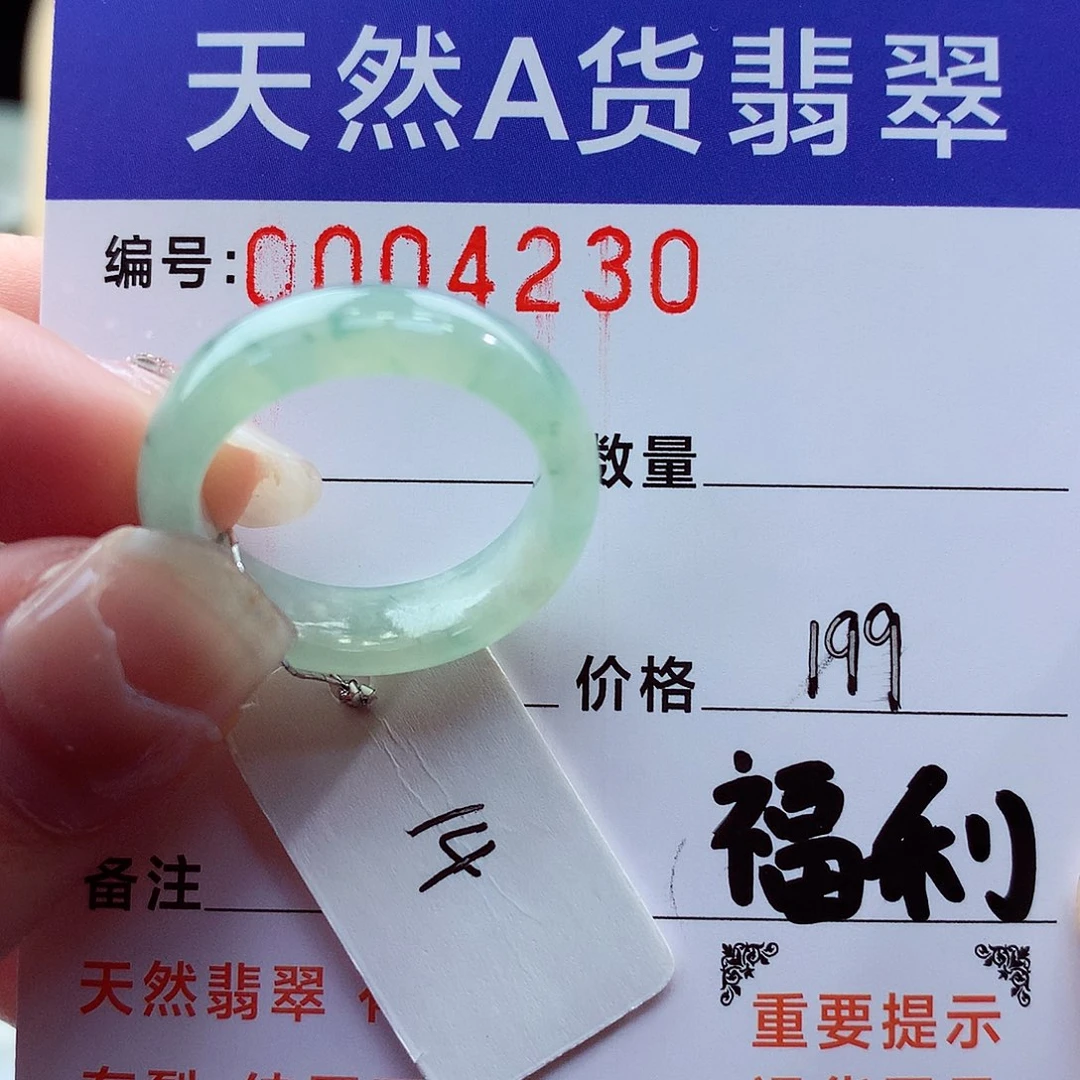 天然A货翡翠
编号:0004230
数量
价格 199
福利
备注
14
天然翡翠
重要提示